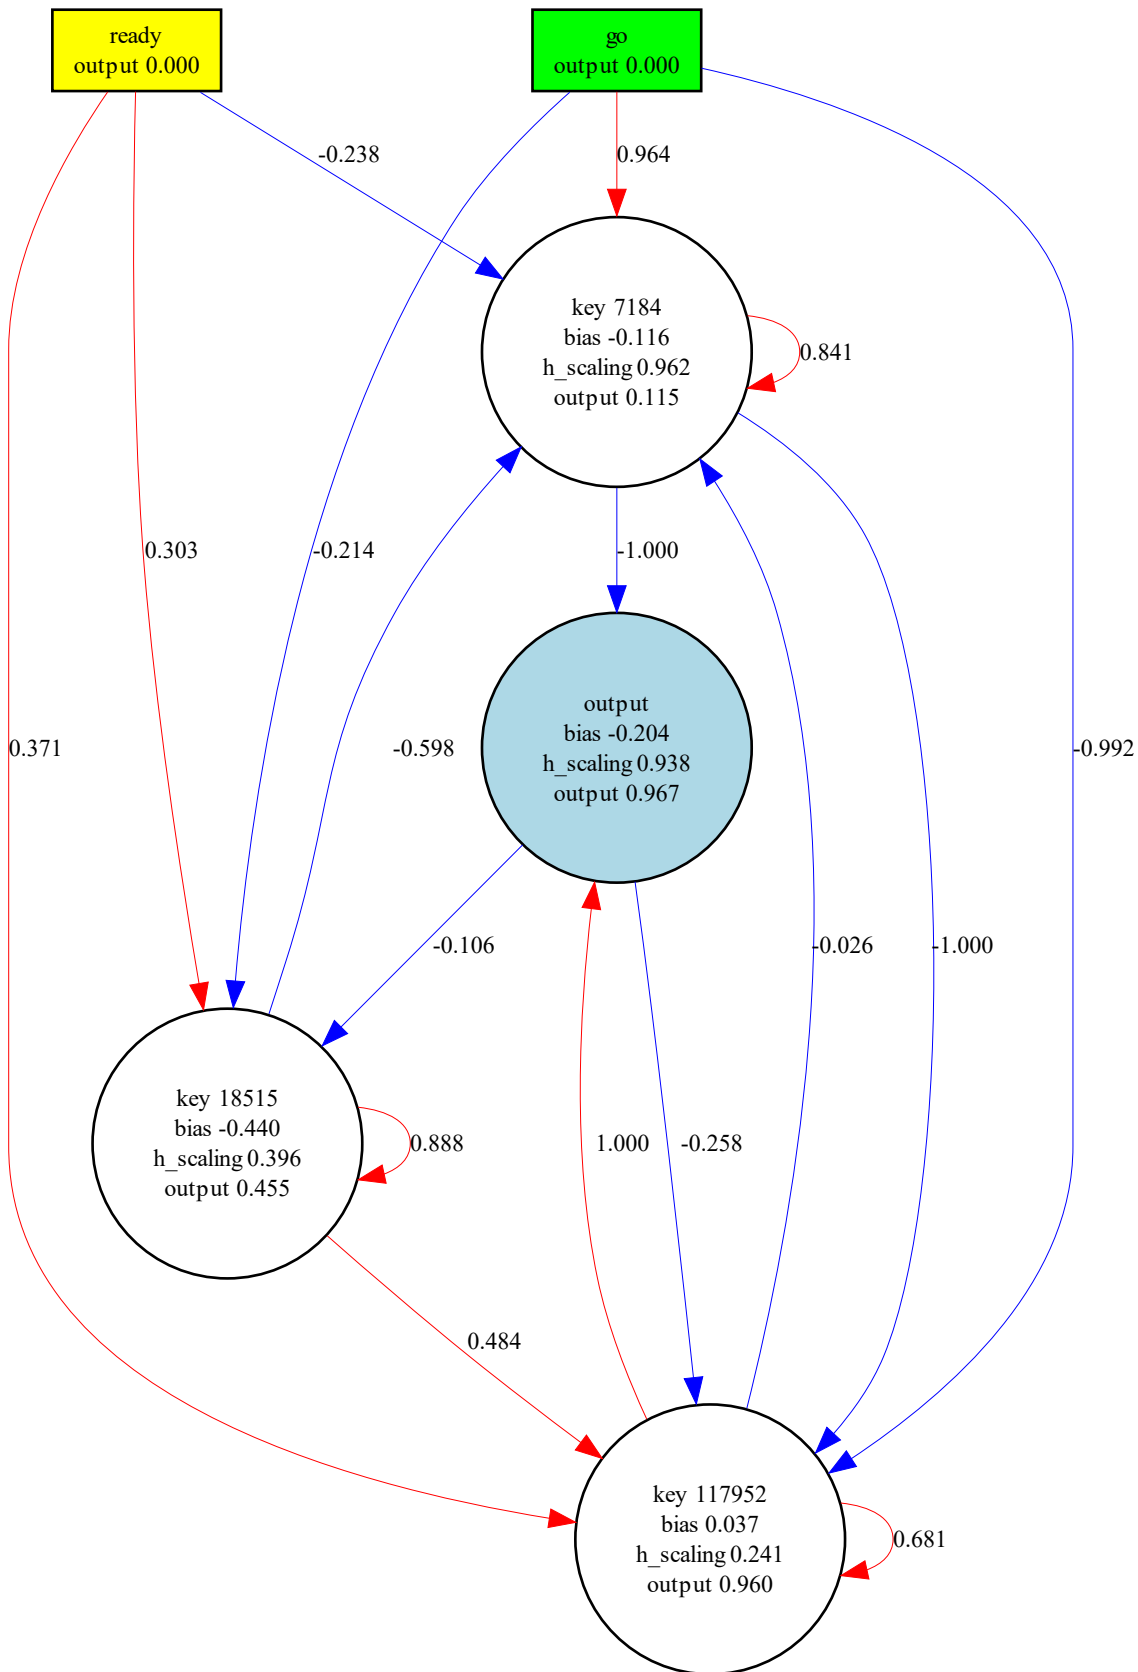 ready
output 0.000
go
output 0.000
-0.238
0.964
key 7184
bias -0.116
h_scaling 0.962
output 0.115
0.841
0.303
-0.214
-1.000
output
bias -0.204
h_scaling 0.938
output 0.967
0.371
-0.598
-0.992
-0.106
-0.026
-1.000
key 18515
bias -0.440
h_scaling 0.396
output 0.455
0.888
1.000
-0.258
0.484
key 117952
bias 0.037
h_scaling 0.241
output 0.960
0.681